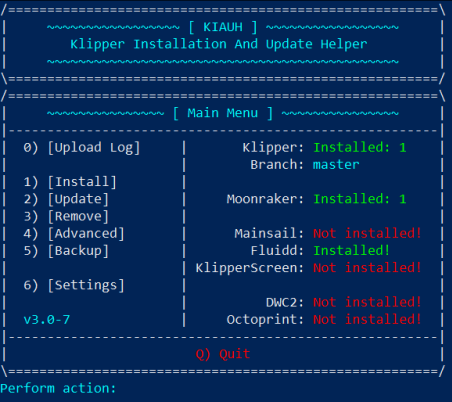 /=======================================================\
|     ~~~~~~~~~~~~~~~~~ [ KIAUH ] ~~~~~~~~~~~~~~~~~     |
|        Klipper Installation And Update Helper         |
|     ~~~~~~~~~~~~~~~~~~~~~~~~~~~~~~~~~~~~~~~~~~~~~     |
\=======================================================/
/=======================================================\
|     ~~~~~~~~~~~~~~~ [ Main Menu ] ~~~~~~~~~~~~~~~     |
|-------------------------------------------------------|
|  0) [Upload Log]     |       Klipper: Installed: 1    |
|                      |        Branch: master          |
|  1) [Install]        |                                |
|  2) [Update]         |     Moonraker: Installed: 1    |
|  3) [Remove]         |                                |
|  4) [Advanced]       |      Mainsail: Not installed!  |
|  5) [Backup]         |        Fluidd: Installed!      |
|                      | KlipperScreen: Not installed!  |
|  6) [Settings]       |                                |
|                      |          DWC2: Not installed!  |
|  v3.0-7              |     Octoprint: Not installed!  |
|-------------------------------------------------------|
|                        Q) Quit                        |
\=======================================================/
Perform action: